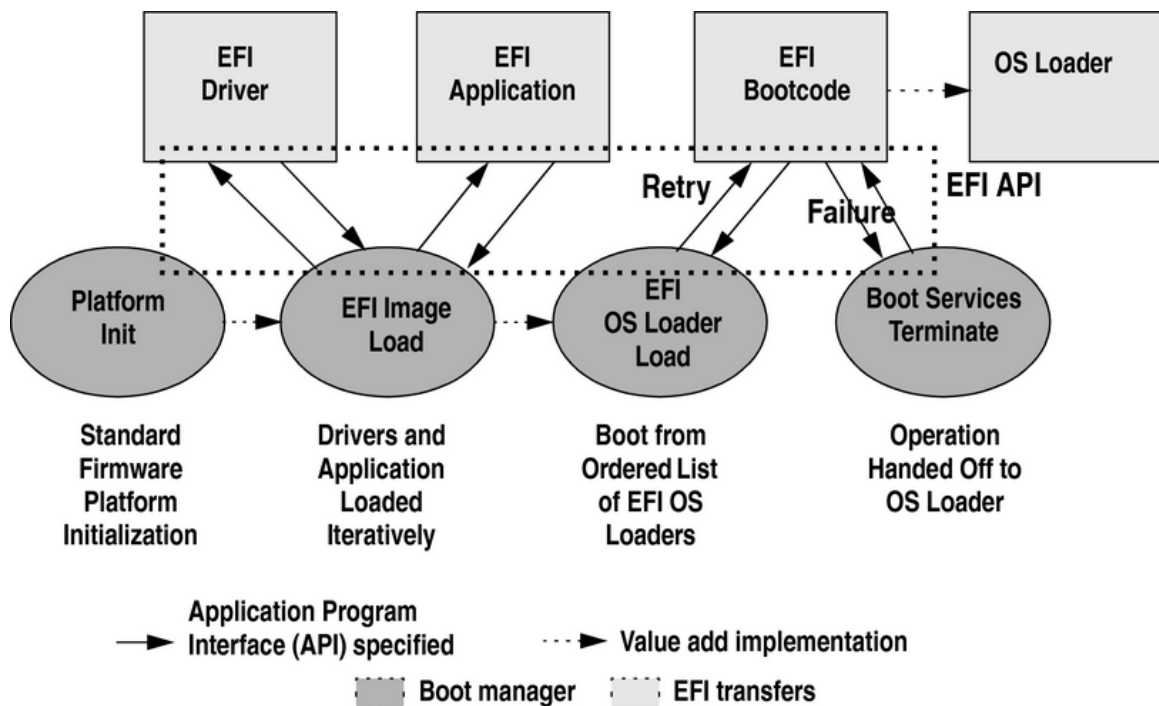 EFI
Driver
EFI
Application
EFI
Bootcode
OS Loader
Retry
Failure
EFI API
Platform
Init
EFI Image
Load
EFI
OS Loader
Load
Boot Services
Terminate
Standard
Firmware
Platform
Initialization
Drivers and
Application
Loaded
Iteratively
Boot from
Ordered List
of EFI OS
Loaders
Operation
Handed Off to
OS Loader
Application Program
Interface (API) specified
Value add implementation
Boot manager
EFI transfers